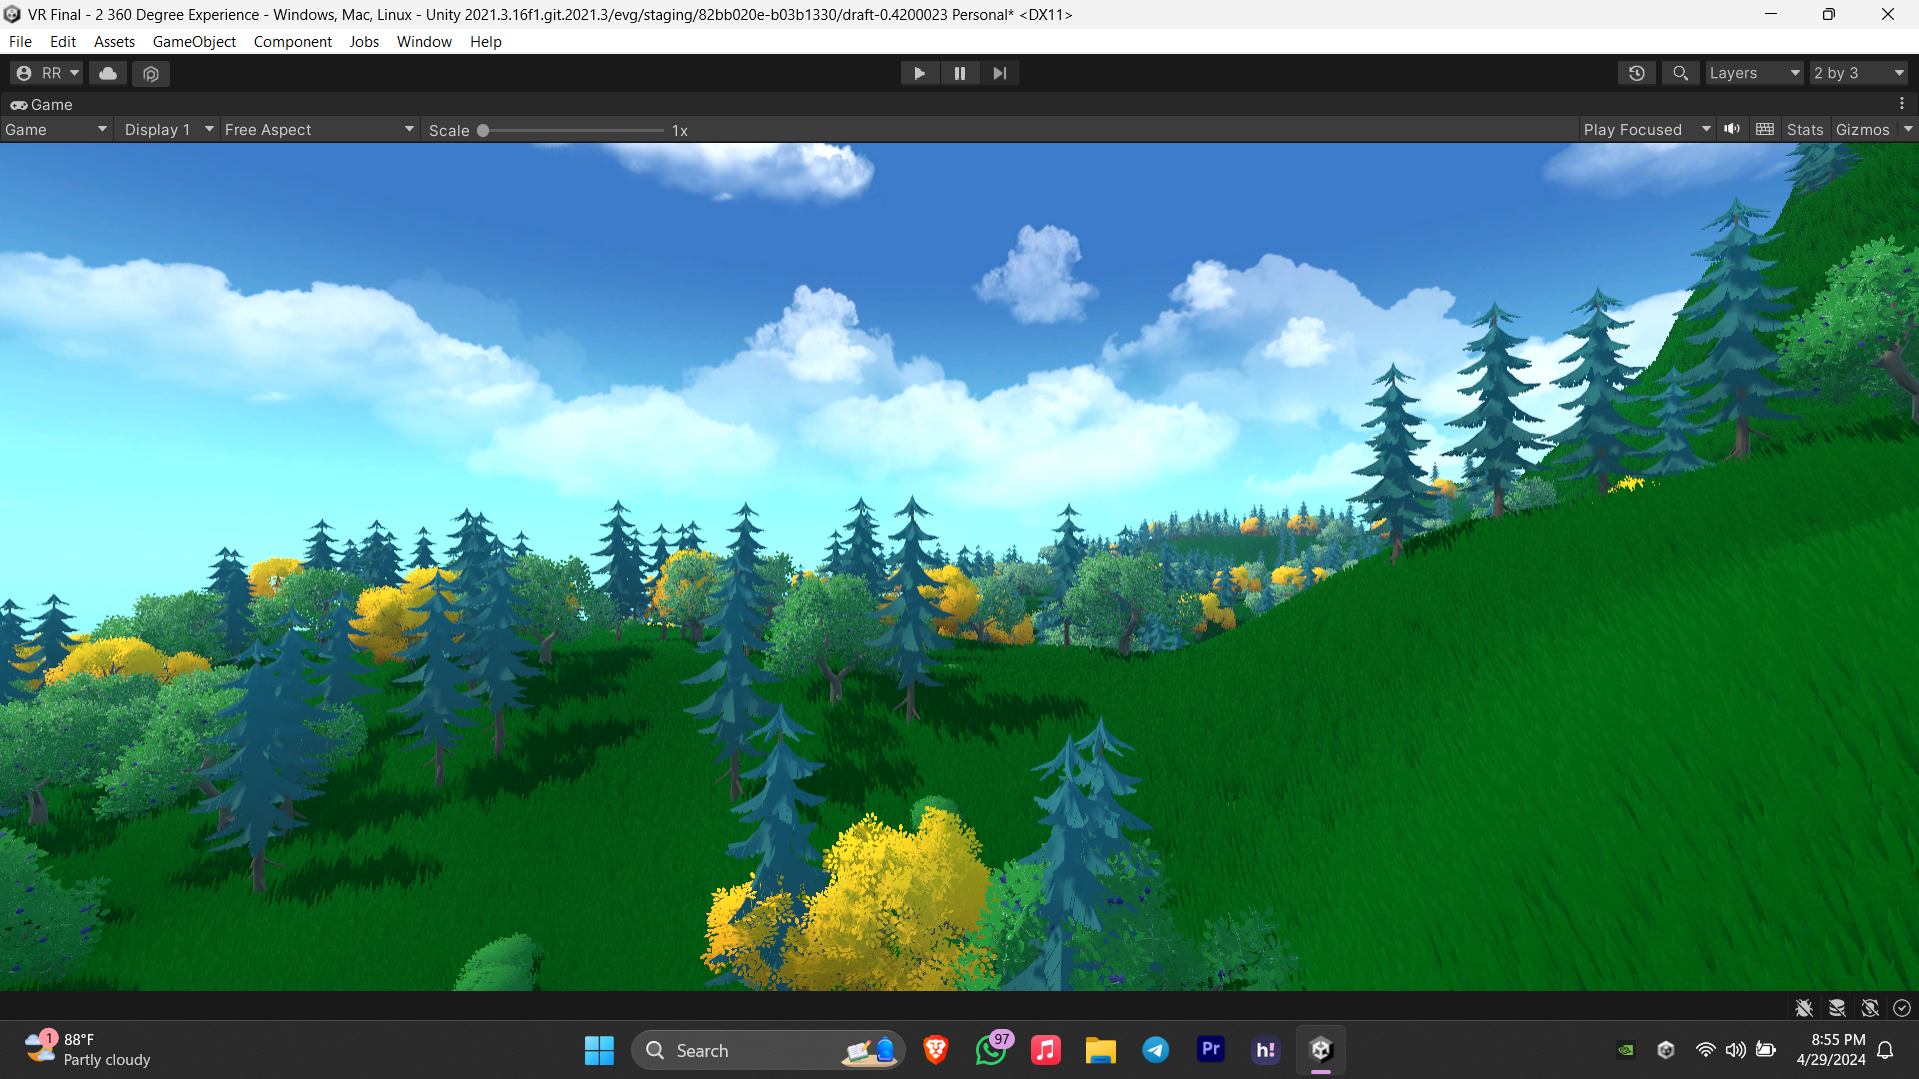 VR Final - 2 360 Degree Experience - Windows, Mac, Linux - Unity 2021.3.16f1.git.2021.3/evg/staging/82bb020e-b03b1330/draft-0.4200023 Personal* <DX11>
File Edit Assets GameObject Component Jobs Window Help
RR Layers 2 by 3
Game
Game Display 1 Free Aspect Scale 1x Play Focused Stats Gizmos
1 88°F
Partly cloudy
Search
97
Pr
h!
8:55 PM
4/29/2024